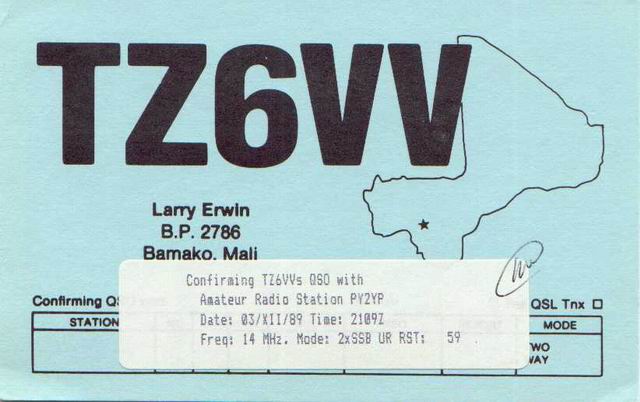 TZ6VV
Larry Erwin
B.P. 2786
Bamako, Mali
Confirming TZ6VVs QSO with
Amateur Radio Station PY2YP
Date: 03/XII/89 Time: 2109Z
Freq: 14 MHz. Mode: 2xSSB UR RST: 59
Confirming
QSL Tnx
STATION
MODE
TWO
WAY